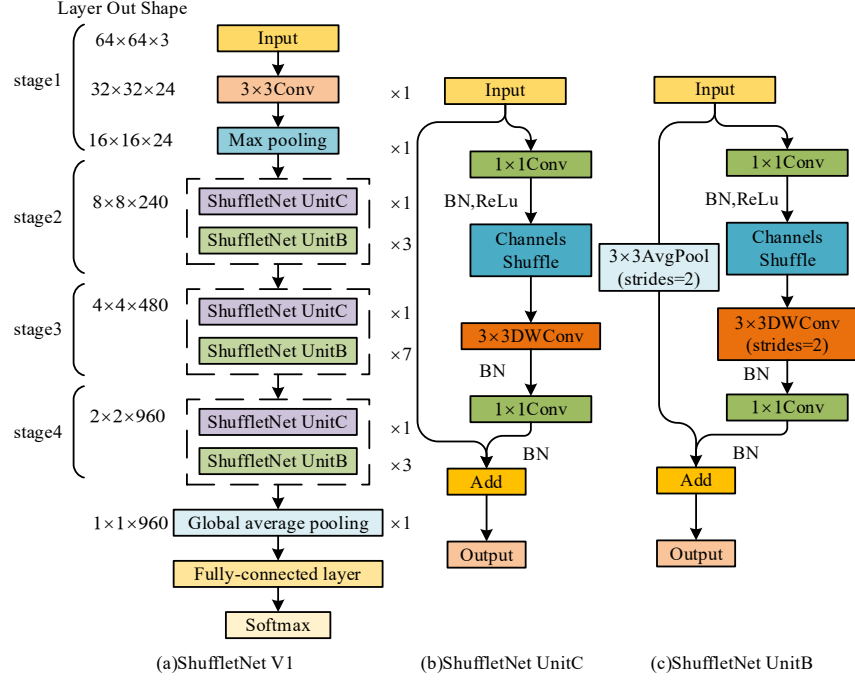 Layer Out Shape
stage1
64×64×3
Input
32×32×24
3×3Conv
×1
16×16×24
Max pooling
×1
stage2
8×8×240
ShuffletNet UnitC
×1
ShuffletNet UnitB
×3
stage3
4×4×480
ShuffletNet UnitC
×1
ShuffletNet UnitB
×7
stage4
2×2×960
ShuffletNet UnitC
×1
ShuffletNet UnitB
×3
1×1×960
Global average pooling
×1
Fully-connected layer
Softmax
(a)ShuffletNet V1
Input
1×1Conv
BN,ReLu
Channels
Shuffle
3×3DWConv
BN
1×1Conv
BN
Add
Output
(b)ShuffletNet UnitC
Input
1×1Conv
BN,ReLu
3×3AvgPool
(strides=2)
Channels
Shuffle
3×3DWConv
(strides=2)
BN
1×1Conv
BN
Add
Output
(c)ShuffletNet UnitB